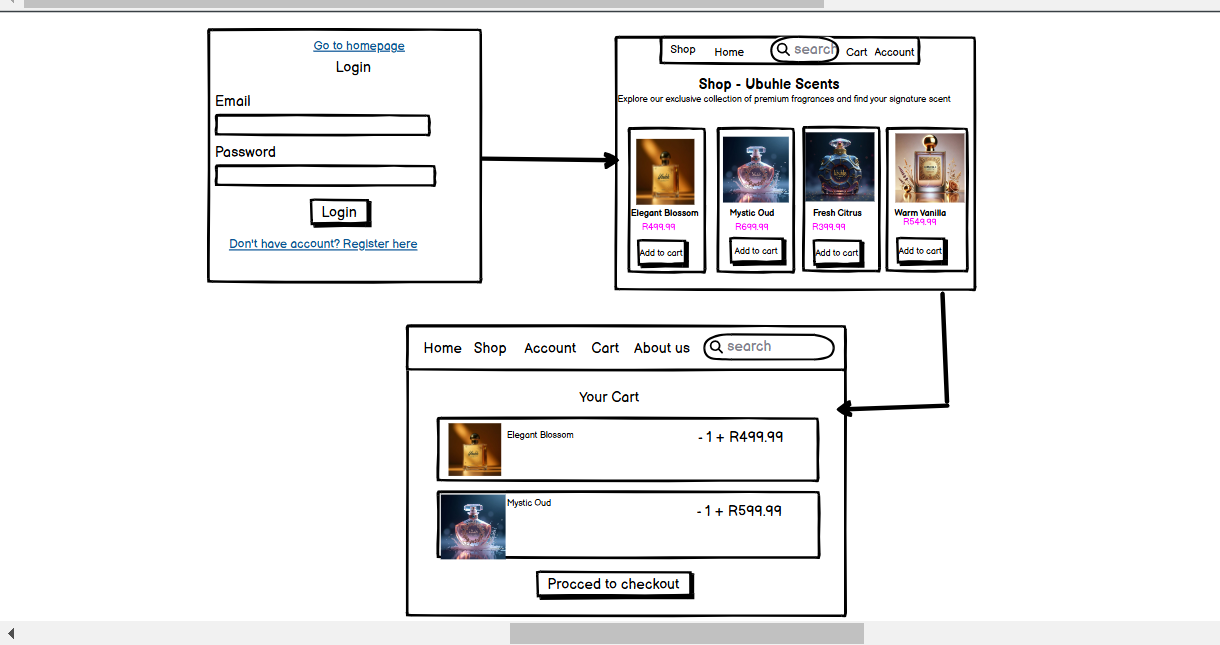 Go to homepage
Login
Email
Password
Login
Don't have account? Register here
Shop Home search Cart Account
Shop - Ubuhle Scents
Explore our exclusive collection of premium fragrances and find your signature scent
Elegant Blossom Mystic Oud Fresh Citrus Warm Vanilla
R499.99 R699.99 R399.99 R549.99
Add to cart Add to cart Add to cart Add to cart
Home Shop Account Cart About us search
Your Cart
Elegant Blossom - 1 + R499.99
Mystic Oud - 1 + R599.99
Procced to checkout